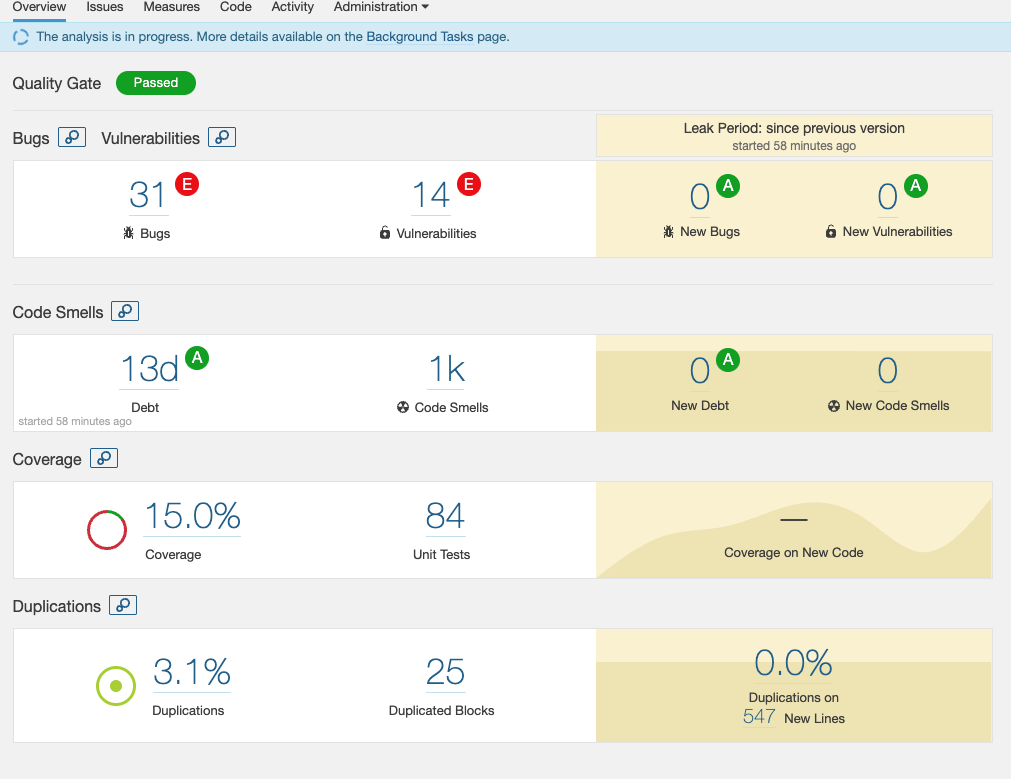 Overview Issues Measures Code Activity Administration
The analysis is in progress. More details available on the Background Tasks page.
Quality Gate Passed
Bugs Vulnerabilities
Leak Period: since previous version
started 58 minutes ago
31 E 14 E 0 A 0 A
Bugs Vulnerabilities New Bugs New Vulnerabilities
Code Smells
13d A 1k 0 A 0
Debt Code Smells New Debt New Code Smells
started 58 minutes ago
Coverage
15.0% 84 —
Coverage Unit Tests Coverage on New Code
Duplications
3.1% 25 0.0%
Duplications Duplicated Blocks Duplications on
547 New Lines